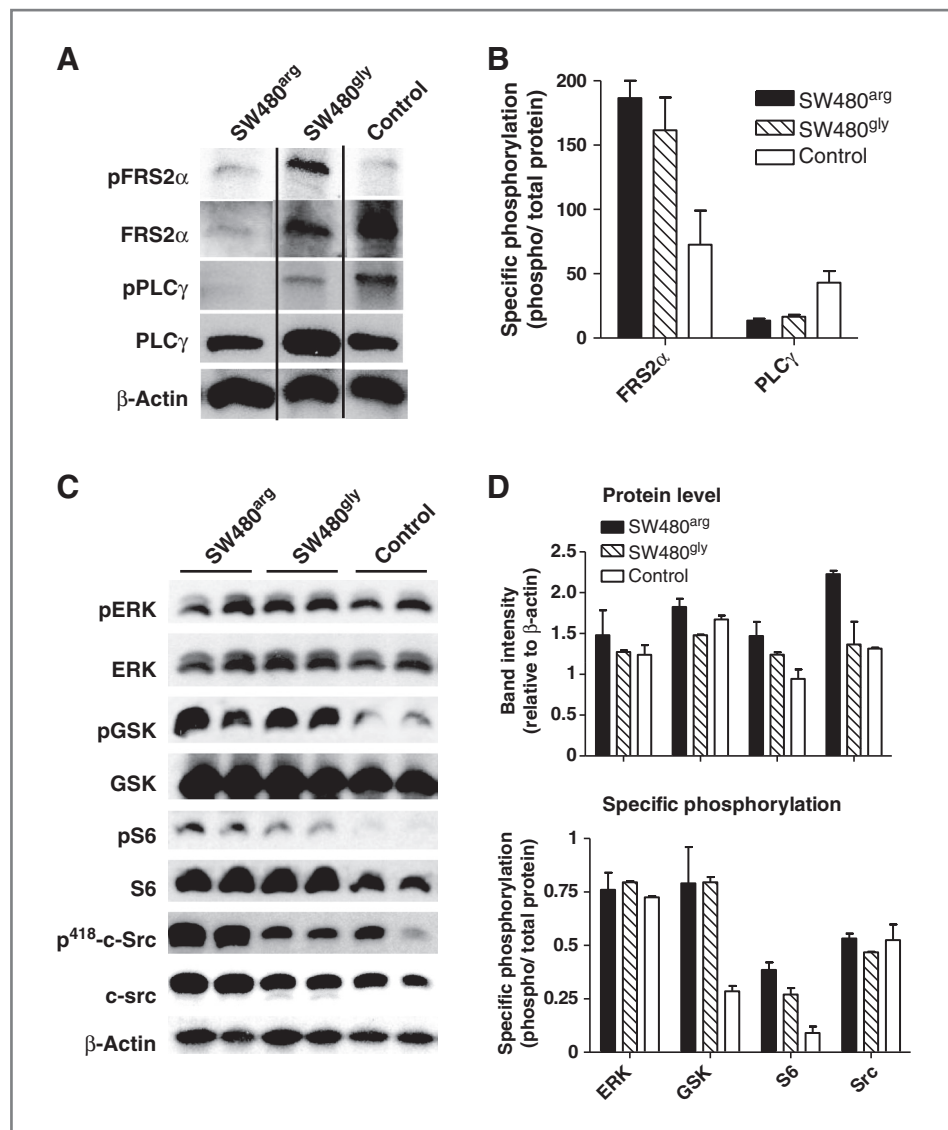 A
SW480arg
SW480gly
Control
pFRS2α
FRS2α
pPLCγ
PLCγ
β-Actin
B
Specific phosphorylation
(phospho/ total protein)
200
150
100
50
0
SW480arg
SW480gly
Control
FRS2α
PLCγ
C
SW480arg
SW480gly
Control
pERK
ERK
pGSK
GSK
pS6
S6
p418-c-Src
c-src
β-Actin
D
Protein level
SW480arg
SW480gly
Control
Band intensity
(relative to β-actin)
2.5
2.0
1.5
1
0.5
0
Specific phosphorylation
Specific phosphorylation
(phospho/ total protein)
1
0.75
0.5
0.25
0
ERK
GSK
S6
Src